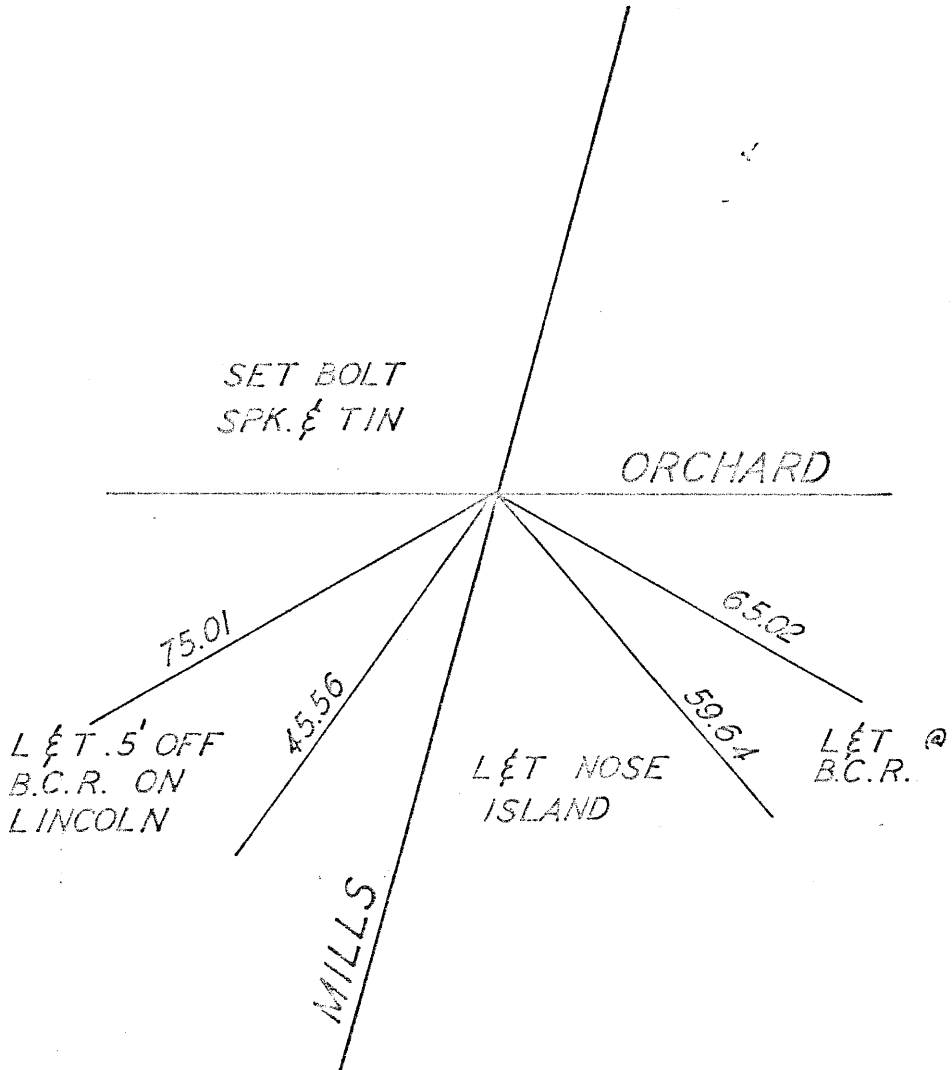 SET BOLT
SPK. & TIN
ORCHARD
75.01
45.56
59.64
65.02
L & T .5' OFF
B.C.R. ON
LINCOLN
L & T NOSE
ISLAND
L & T @
B.C.R.
MILLS